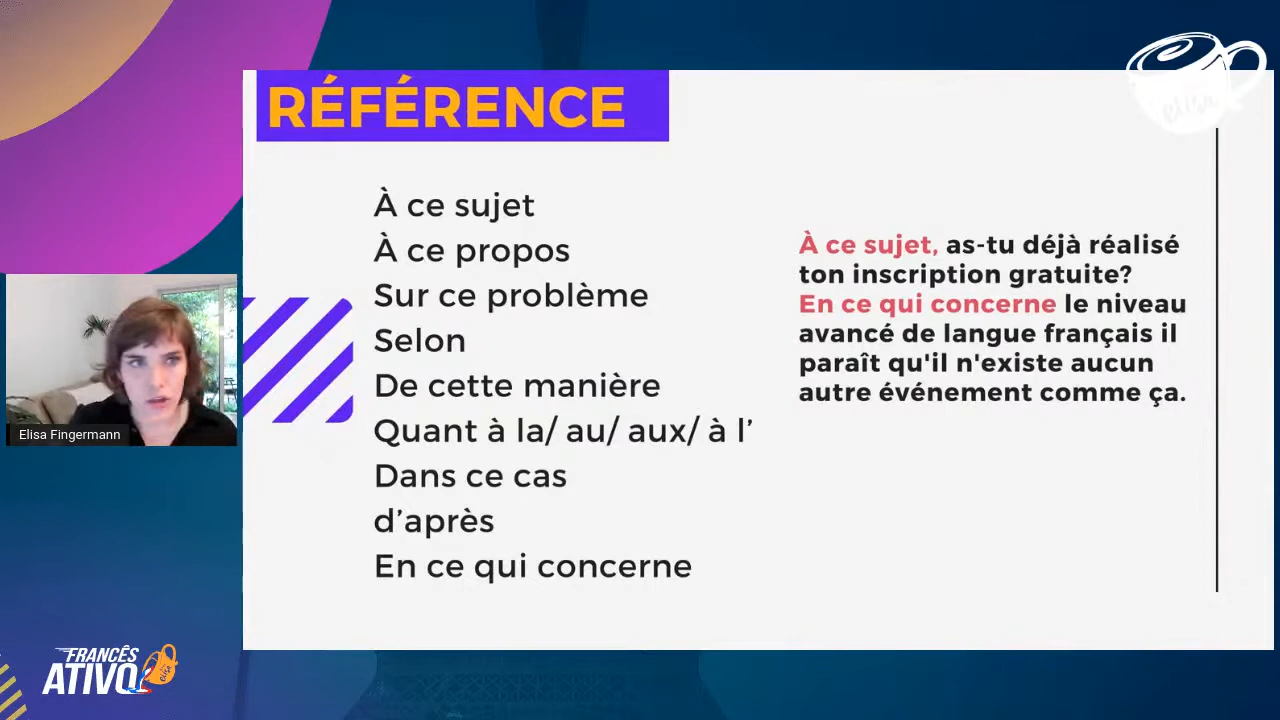 RÉFÉRENCE
À ce sujet
À ce propos
Sur ce problème
Selon
De cette manière
Quant à la/ au/ aux/ à l’
Dans ce cas
d’après
En ce qui concerne
À ce sujet, as-tu déjà réalisé
ton inscription gratuite?
En ce qui concerne le niveau
avancé de langue français il
paraît qu'il n'existe aucun
autre événement comme ça.
elisa
Elisa Fingermann
FRANCÊS
ATIVO
elisa